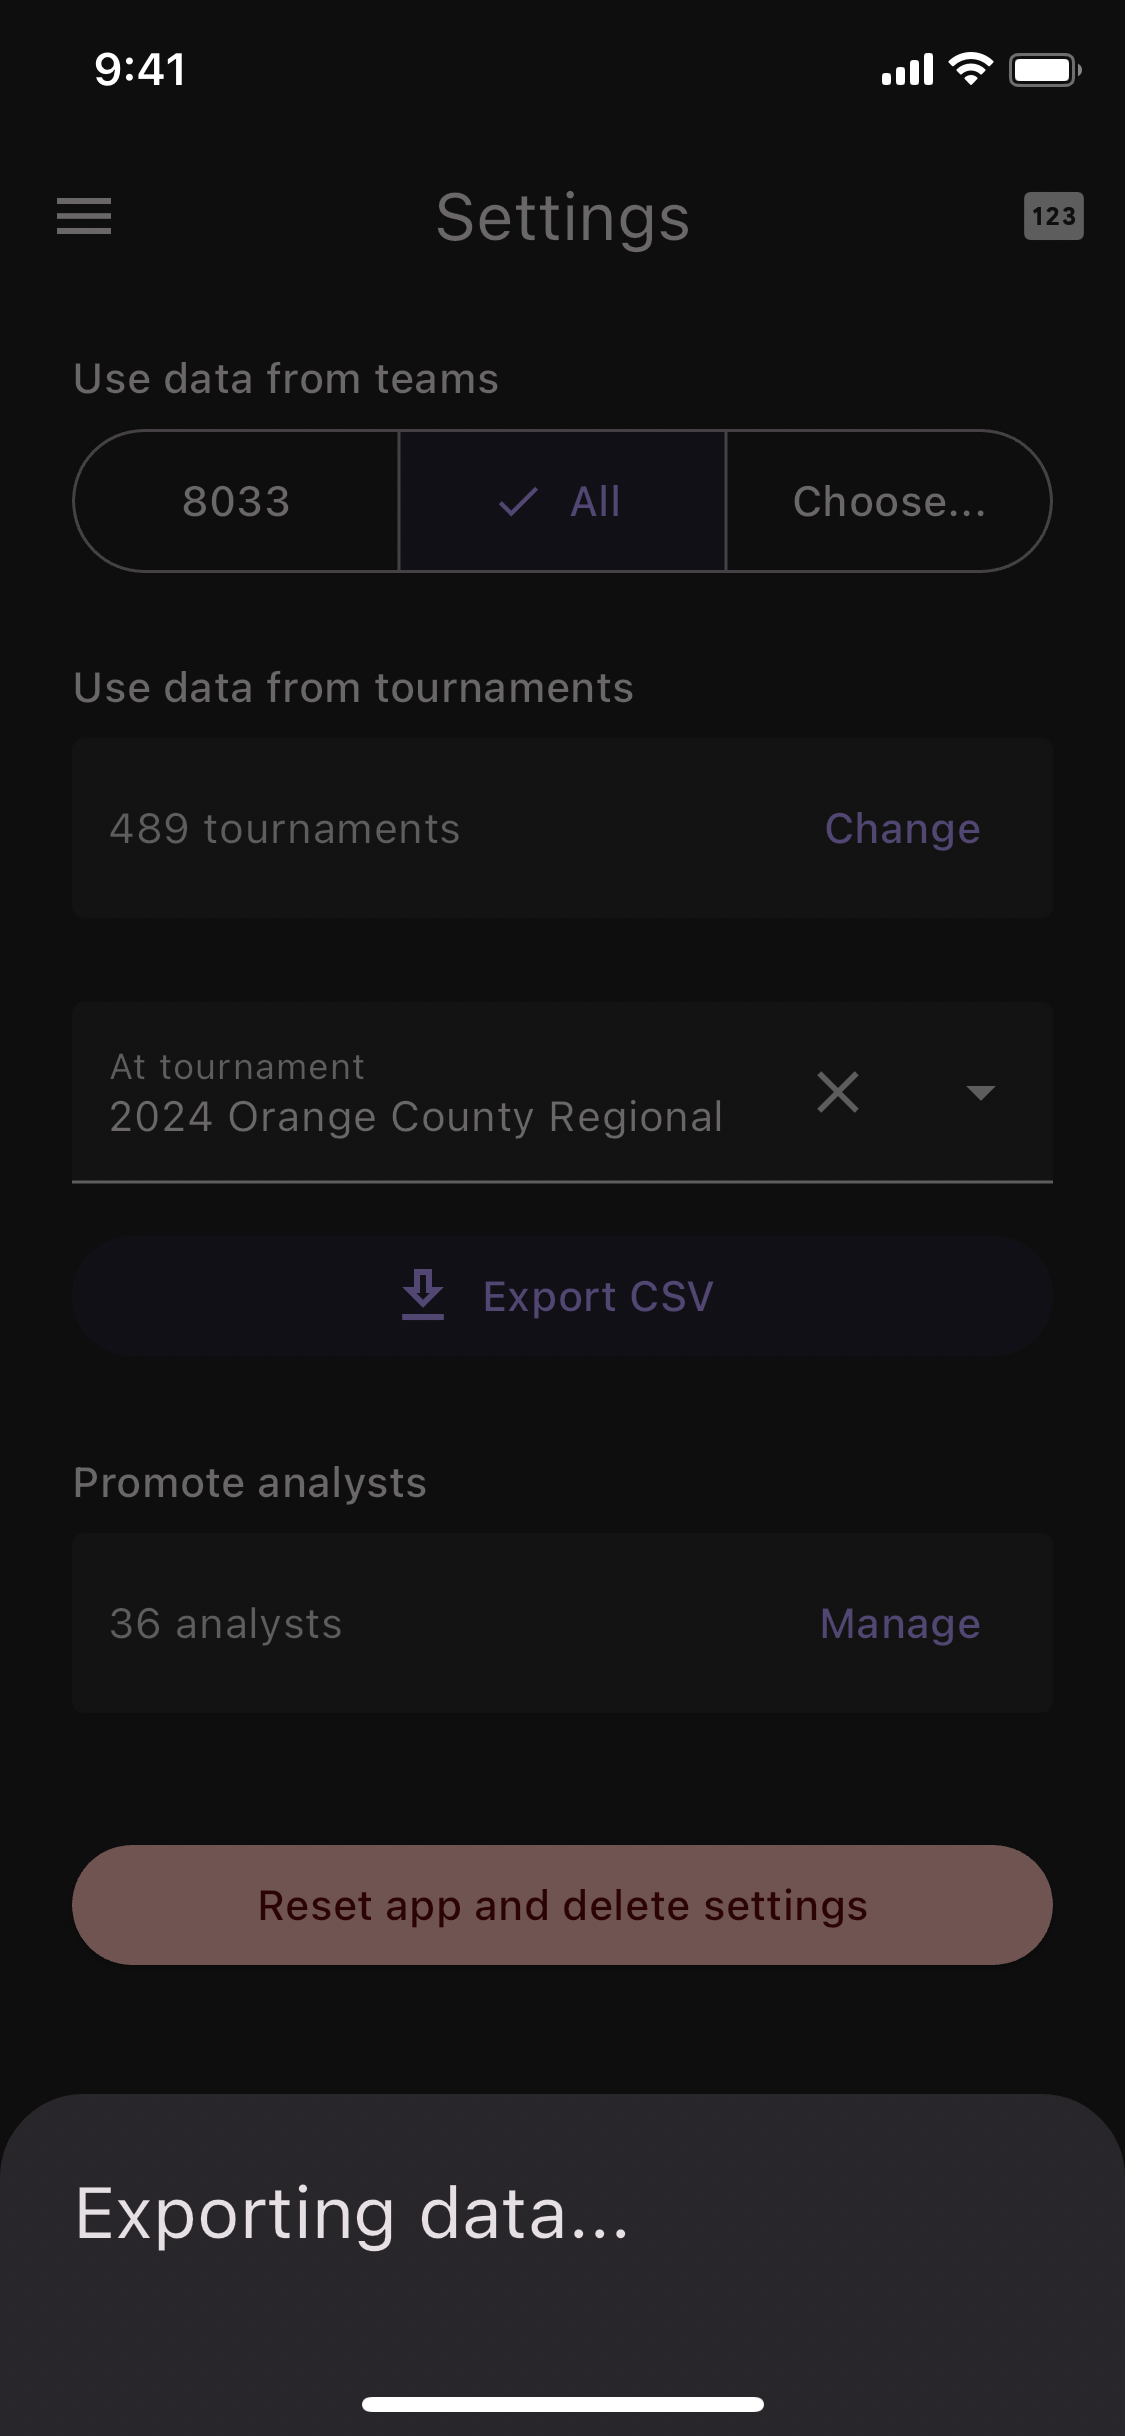 9:41
Settings
123
Use data from teams
8033
All
Choose...
Use data from tournaments
489 tournaments
Change
At tournament
2024 Orange County Regional
Export CSV
Promote analysts
36 analysts
Manage
Reset app and delete settings
Exporting data...